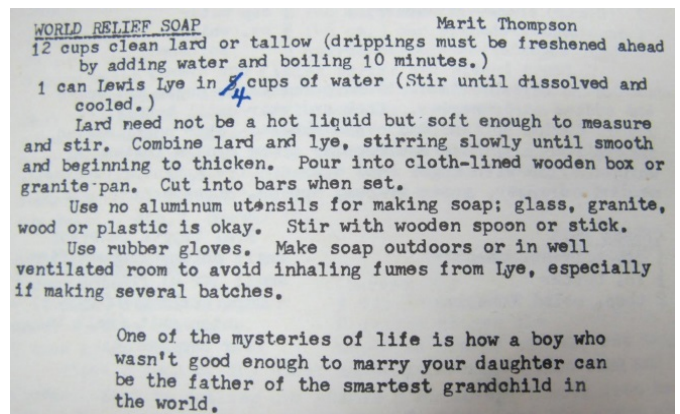 WORLD RELIEF SOAP Marit Thompson
12 cups clean lard or tallow (drippings must be freshened ahead
by adding water and boiling 10 minutes.)
1 can Lewis Lye in 4 cups of water (Stir until dissolved and
cooled.)
Lard need not be a hot liquid but soft enough to measure
and stir. Combine lard and lye, stirring slowly until smooth
and beginning to thicken. Pour into cloth-lined wooden box or
granite pan. Cut into bars when set.
Use no aluminum utensils for making soap; glass, granite,
wood or plastic is okay. Stir with wooden spoon or stick.
Use rubber gloves. Make soap outdoors or in well
ventilated room to avoid inhaling fumes from Lye, especially
if making several batches.
One of the mysteries of life is how a boy who
wasn't good enough to marry your daughter can
be the father of the smartest grandchild in
the world.